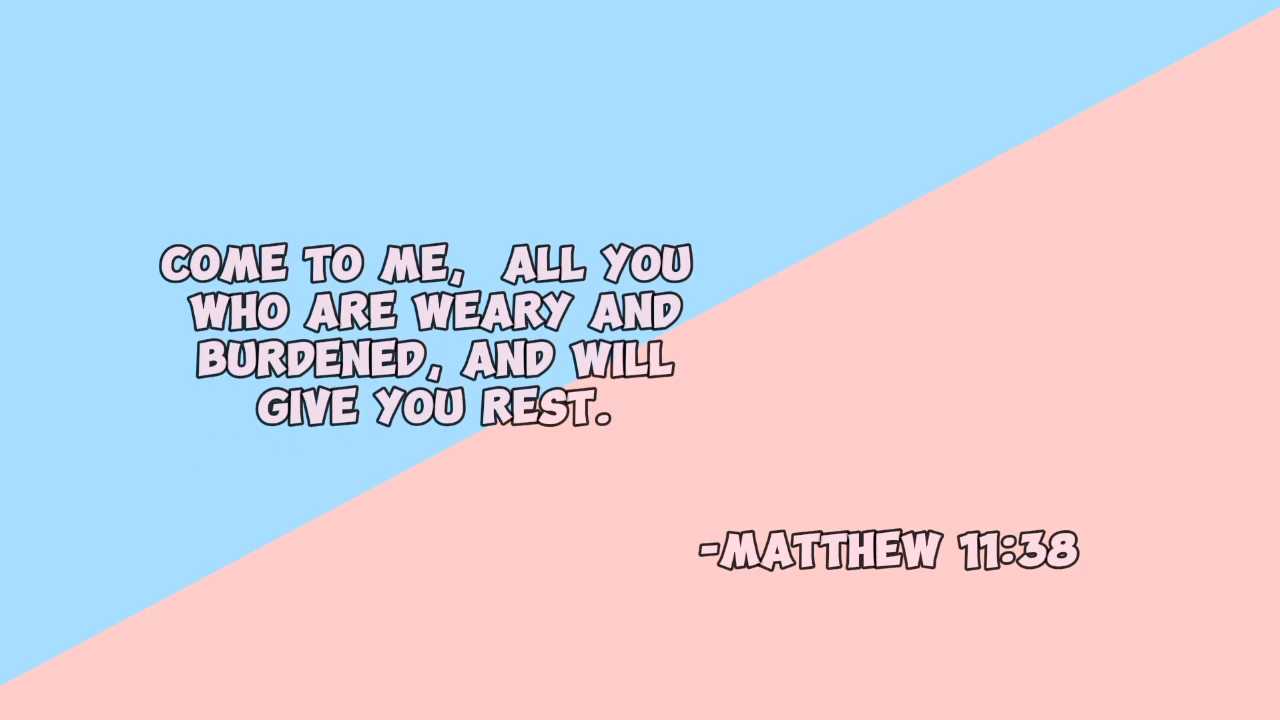 COME TO ME,  ALL YOU
WHO ARE WEARY AND
BURDENED, AND WILL
GIVE YOU REST.
-MATTHEW 11:38